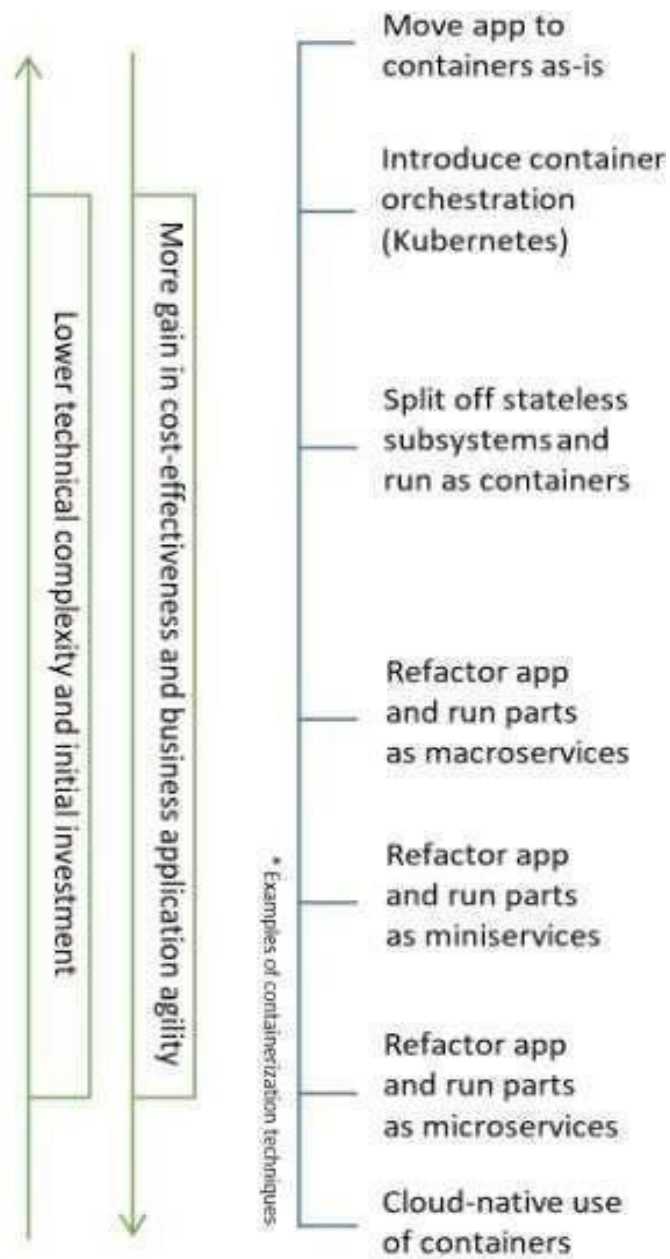 Move app to
containers as-is
Introduce container
orchestration
(Kubernetes)
Split off stateless
subsystems and
run as containers
Refactor app
and run parts
as macroservices
Refactor app
and run parts
as miniservices
Refactor app
and run parts
as microservices
Cloud-native use
of containers
Lower technical complexity and initial investment
More gain in cost-effectiveness and business application agility
* Examples of containerization techniques